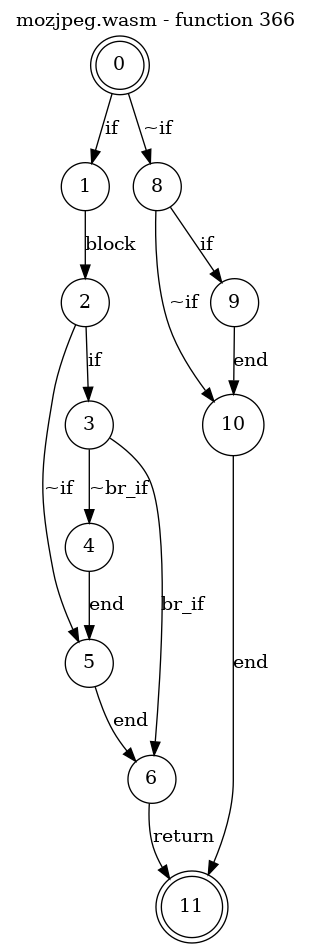 mozjpeg.wasm - function 366
0
if
~if
1
8
block
if
2
~if
9
if
end
3
10
~if
~br_if
4
end
br_if
5
end
end
6
return
11